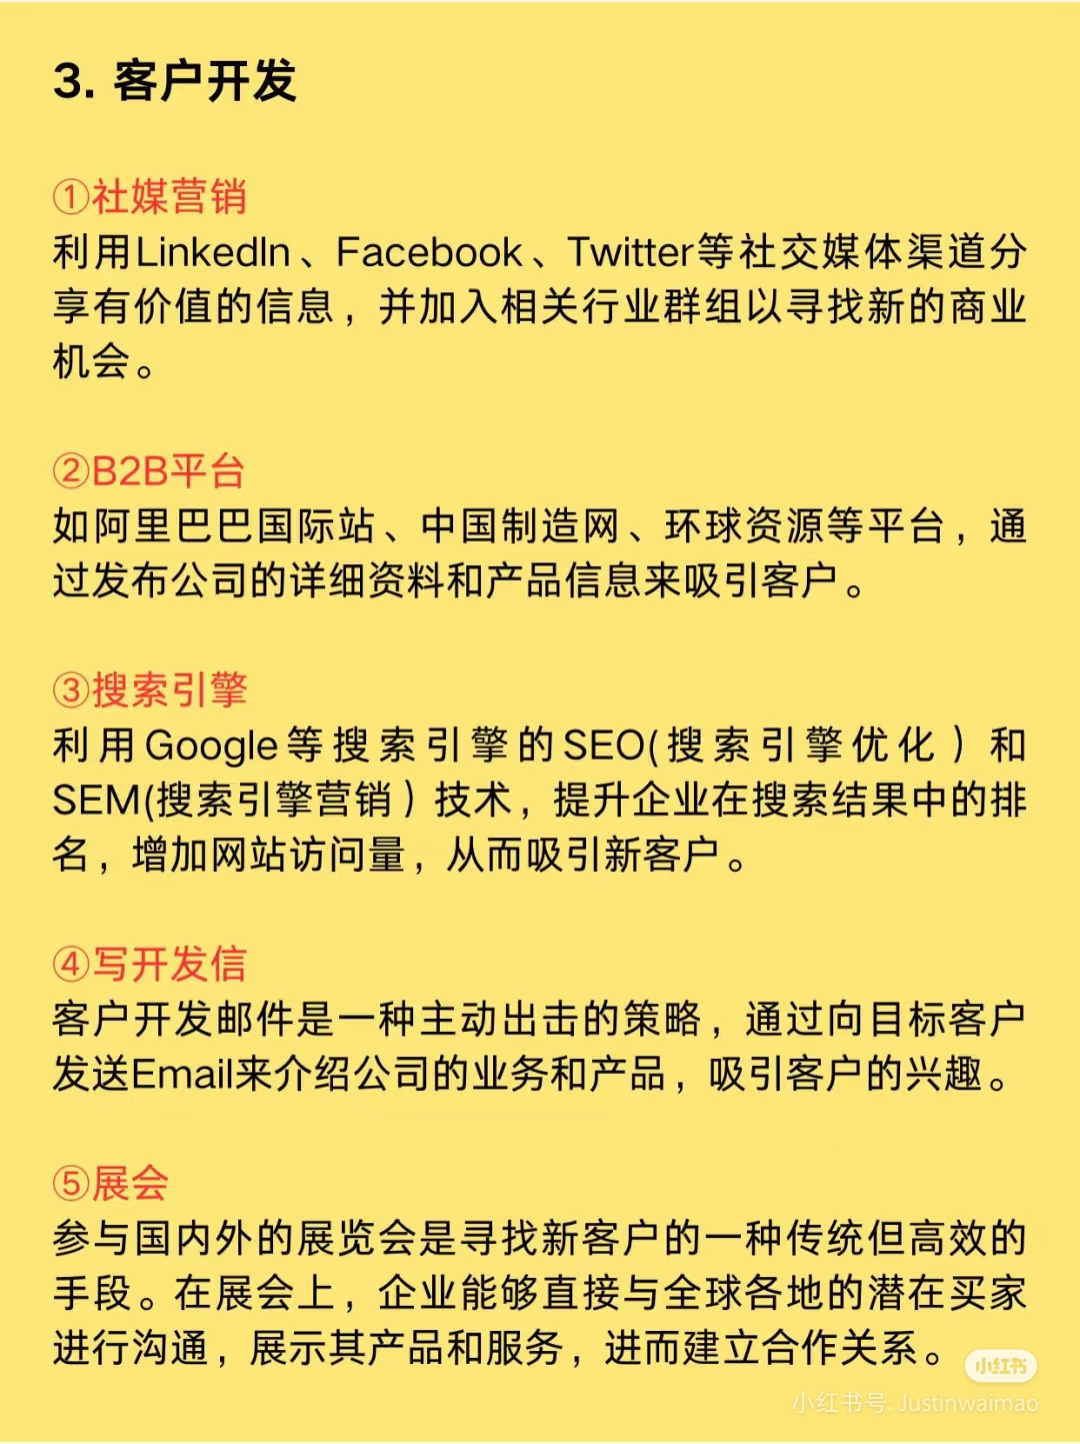 3. 客户开发
①社媒营销
利用LinkedIn、Facebook、Twitter等社交媒体渠道分
享有价值的信息，并加入相关行业群组以寻找新的商业
机会。
②B2B平台
如阿里巴巴国际站、中国制造网、环球资源等平台，通
过发布公司的详细资料和产品信息来吸引客户。
③搜索引擎
利用Google等搜索引擎的SEO(搜索引擎优化）和
SEM(搜索引擎营销）技术，提升企业在搜索结果中的排
名，增加网站访问量，从而吸引新客户。
④写开发信
客户开发邮件是一种主动出击的策略，通过向目标客户
发送Email来介绍公司的业务和产品，吸引客户的兴趣。
⑤展会
参与国内外的展览会是寻找新客户的一种传统但高效的
手段。在展会上，企业能够直接与全球各地的潜在买家
进行沟通，展示其产品和服务，进而建立合作关系。
小红书
小红书号: Justinwaimao